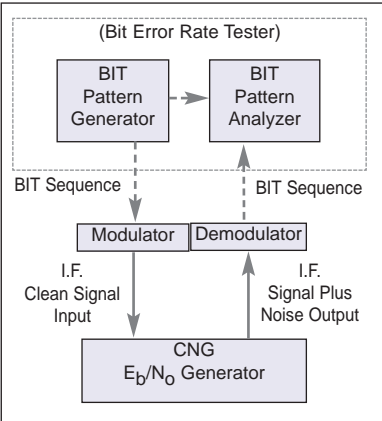 (Bit Error Rate Tester)
BIT
Pattern
Generator
BIT
Pattern
Analyzer
BIT Sequence
BIT Sequence
Modulator
Demodulator
I.F.
Clean Signal
Input
I.F.
Signal Plus
Noise Output
CNG
Eb/No Generator